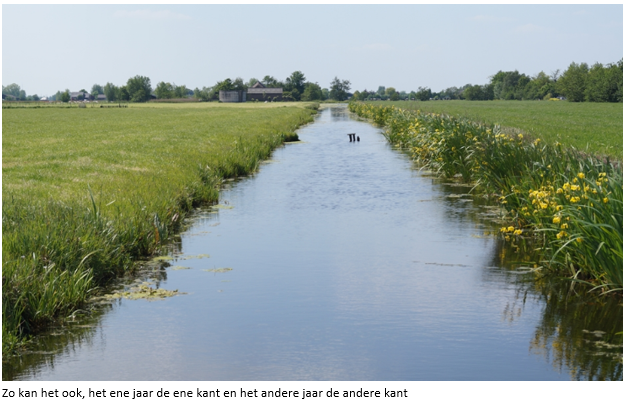 Zo kan het ook, het ene jaar de ene kant en het andere jaar de andere kant